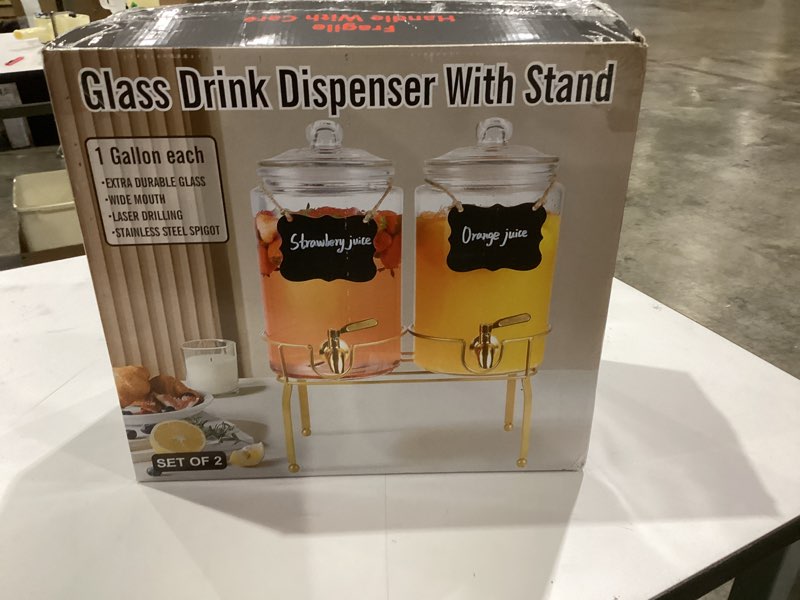 Fragile
Handle With Care
Glass Drink Dispenser With Stand
1 Gallon each
•EXTRA DURABLE GLASS
•WIDE MOUTH
•LASER DRILLING
•STAINLESS STEEL SPIGOT
Strawbery juice
Orange juice
SET OF 2